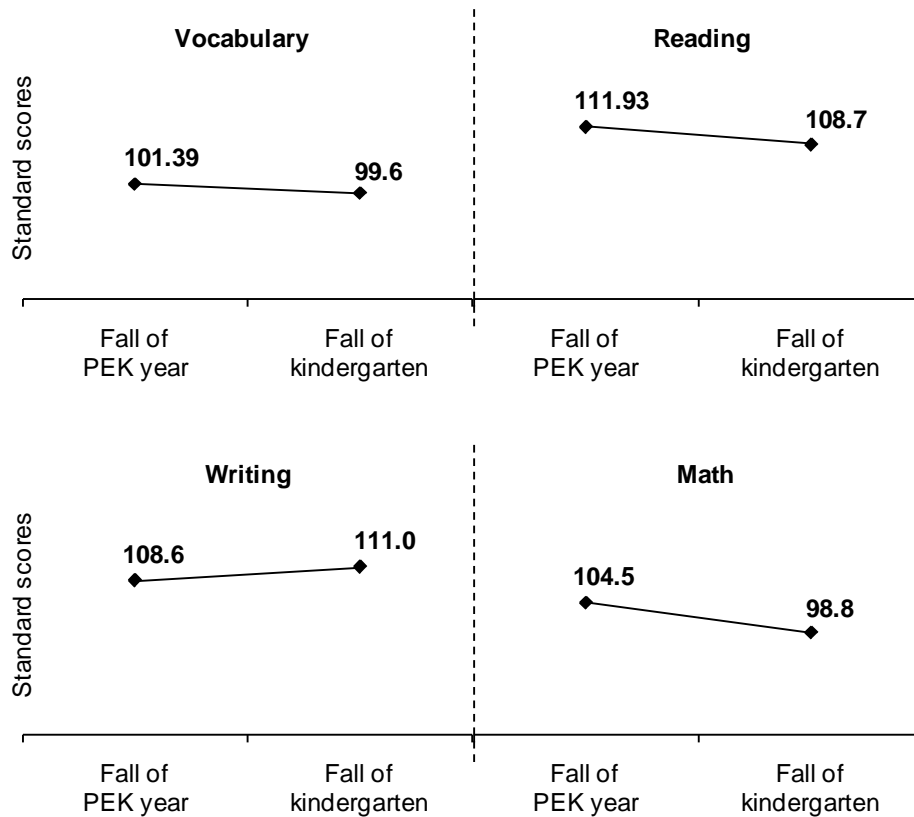 Vocabulary
Reading
Standard scores
101.39
99.6
111.93
108.7
Fall of
PEK year
Fall of
kindergarten
Fall of
PEK year
Fall of
kindergarten
Writing
Math
Standard scores
108.6
111.0
104.5
98.8
Fall of
PEK year
Fall of
kindergarten
Fall of
PEK year
Fall of
kindergarten